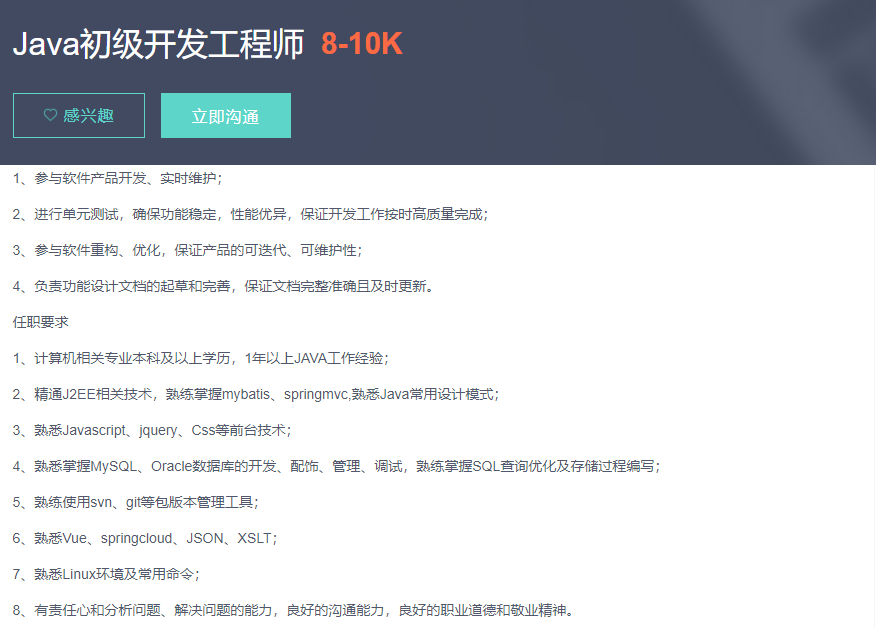 Java初级开发工程师 8-10K
♡ 感兴趣 立即沟通
1、参与软件产品开发、实时维护；
2、进行单元测试，确保功能稳定，性能优异，保证开发工作按时高质量完成；
3、参与软件重构、优化，保证产品的可迭代、可维护性；
4、负责功能设计文档的起草和完善，保证文档完整准确且及时更新。
任职要求
1、计算机相关专业本科及以上学历，1年以上JAVA工作经验；
2、精通J2EE相关技术，熟练掌握mybatis、springmvc,熟悉Java常用设计模式；
3、熟悉Javascript、jquery、Css等前台技术；
4、熟悉掌握MySQL、Oracle数据库的开发、配饰、管理、调试，熟练掌握SQL查询优化及存储过程编写；
5、熟练使用svn、git等包版本管理工具；
6、熟悉Vue、springcloud、JSON、XSLT；
7、熟悉Linux环境及常用命令；
8、有责任心和分析问题、解决问题的能力，良好的沟通能力，良好的职业道德和敬业精神。